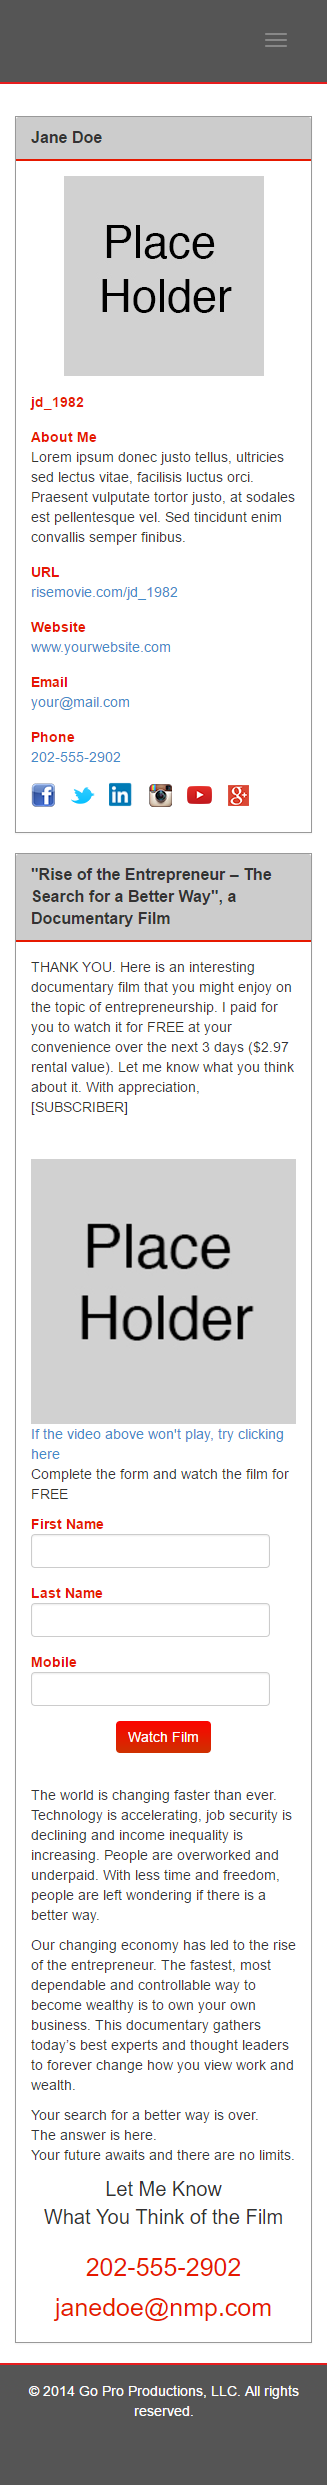 Jane Doe
Place
Holder
jd_1982
About Me
Lorem ipsum donec justo tellus, ultricies
sed lectus vitae, facilisis luctus orci.
Praesent vulputate tortor justo, at sodales
est pellentesque vel. Sed tincidunt enim
convallis semper finibus.
URL
risemovie.com/jd_1982
Website
www.yourwebsite.com
Email
your@mail.com
Phone
202-555-2902
"Rise of the Entrepreneur – The
Search for a Better Way", a
Documentary Film
THANK YOU. Here is an interesting
documentary film that you might enjoy on
the topic of entrepreneurship. I paid for
you to watch it for FREE at your
convenience over the next 3 days ($2.97
rental value). Let me know what you think
about it. With appreciation,
[SUBSCRIBER]
Place
Holder
If the video above won't play, try clicking
here
Complete the form and watch the film for
FREE
First Name
Last Name
Mobile
Watch Film
The world is changing faster than ever.
Technology is accelerating, job security is
declining and income inequality is
increasing. People are overworked and
underpaid. With less time and freedom,
people are left wondering if there is a
better way.
Our changing economy has led to the rise
of the entrepreneur. The fastest, most
dependable and controllable way to
become wealthy is to own your own
business. This documentary gathers
today's best experts and thought leaders
to forever change how you view work and
wealth.
Your search for a better way is over.
The answer is here.
Your future awaits and there are no limits.
Let Me Know
What You Think of the Film
202-555-2902
janedoe@nmp.com
© 2014 Go Pro Productions, LLC. All rights
reserved.